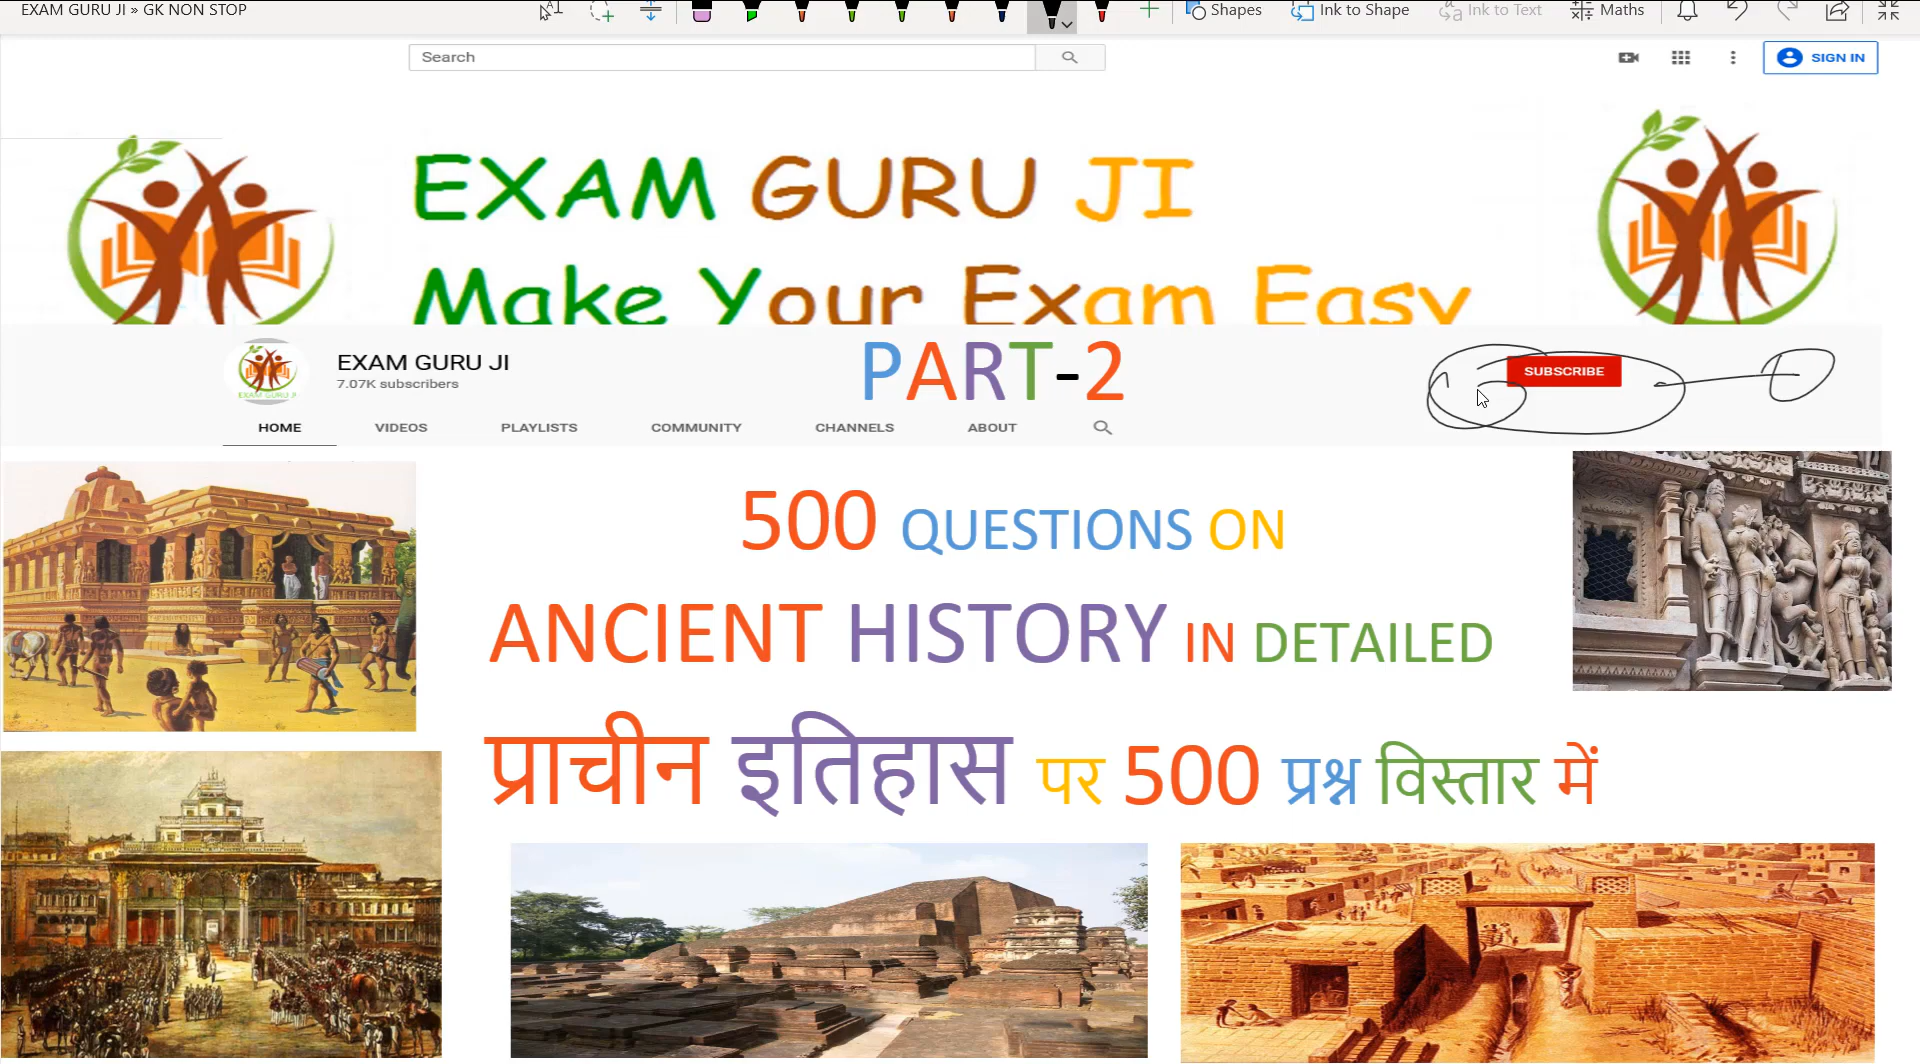 EXAM GURU JI » GK NON STOP
Shapes
Ink to Shape
Ink to Text
Maths
Search
SIGN IN
EXAM GURU JI
Make Your Exam Easy
EXAM GURU JI
7.07K subscribers
PART-2
SUBSCRIBE
HOME VIDEOS PLAYLISTS COMMUNITY CHANNELS ABOUT
500 QUESTIONS ON
ANCIENT HISTORY IN DETAILED
प्राचीन इतिहास पर 500 प्रश्न विस्तार में